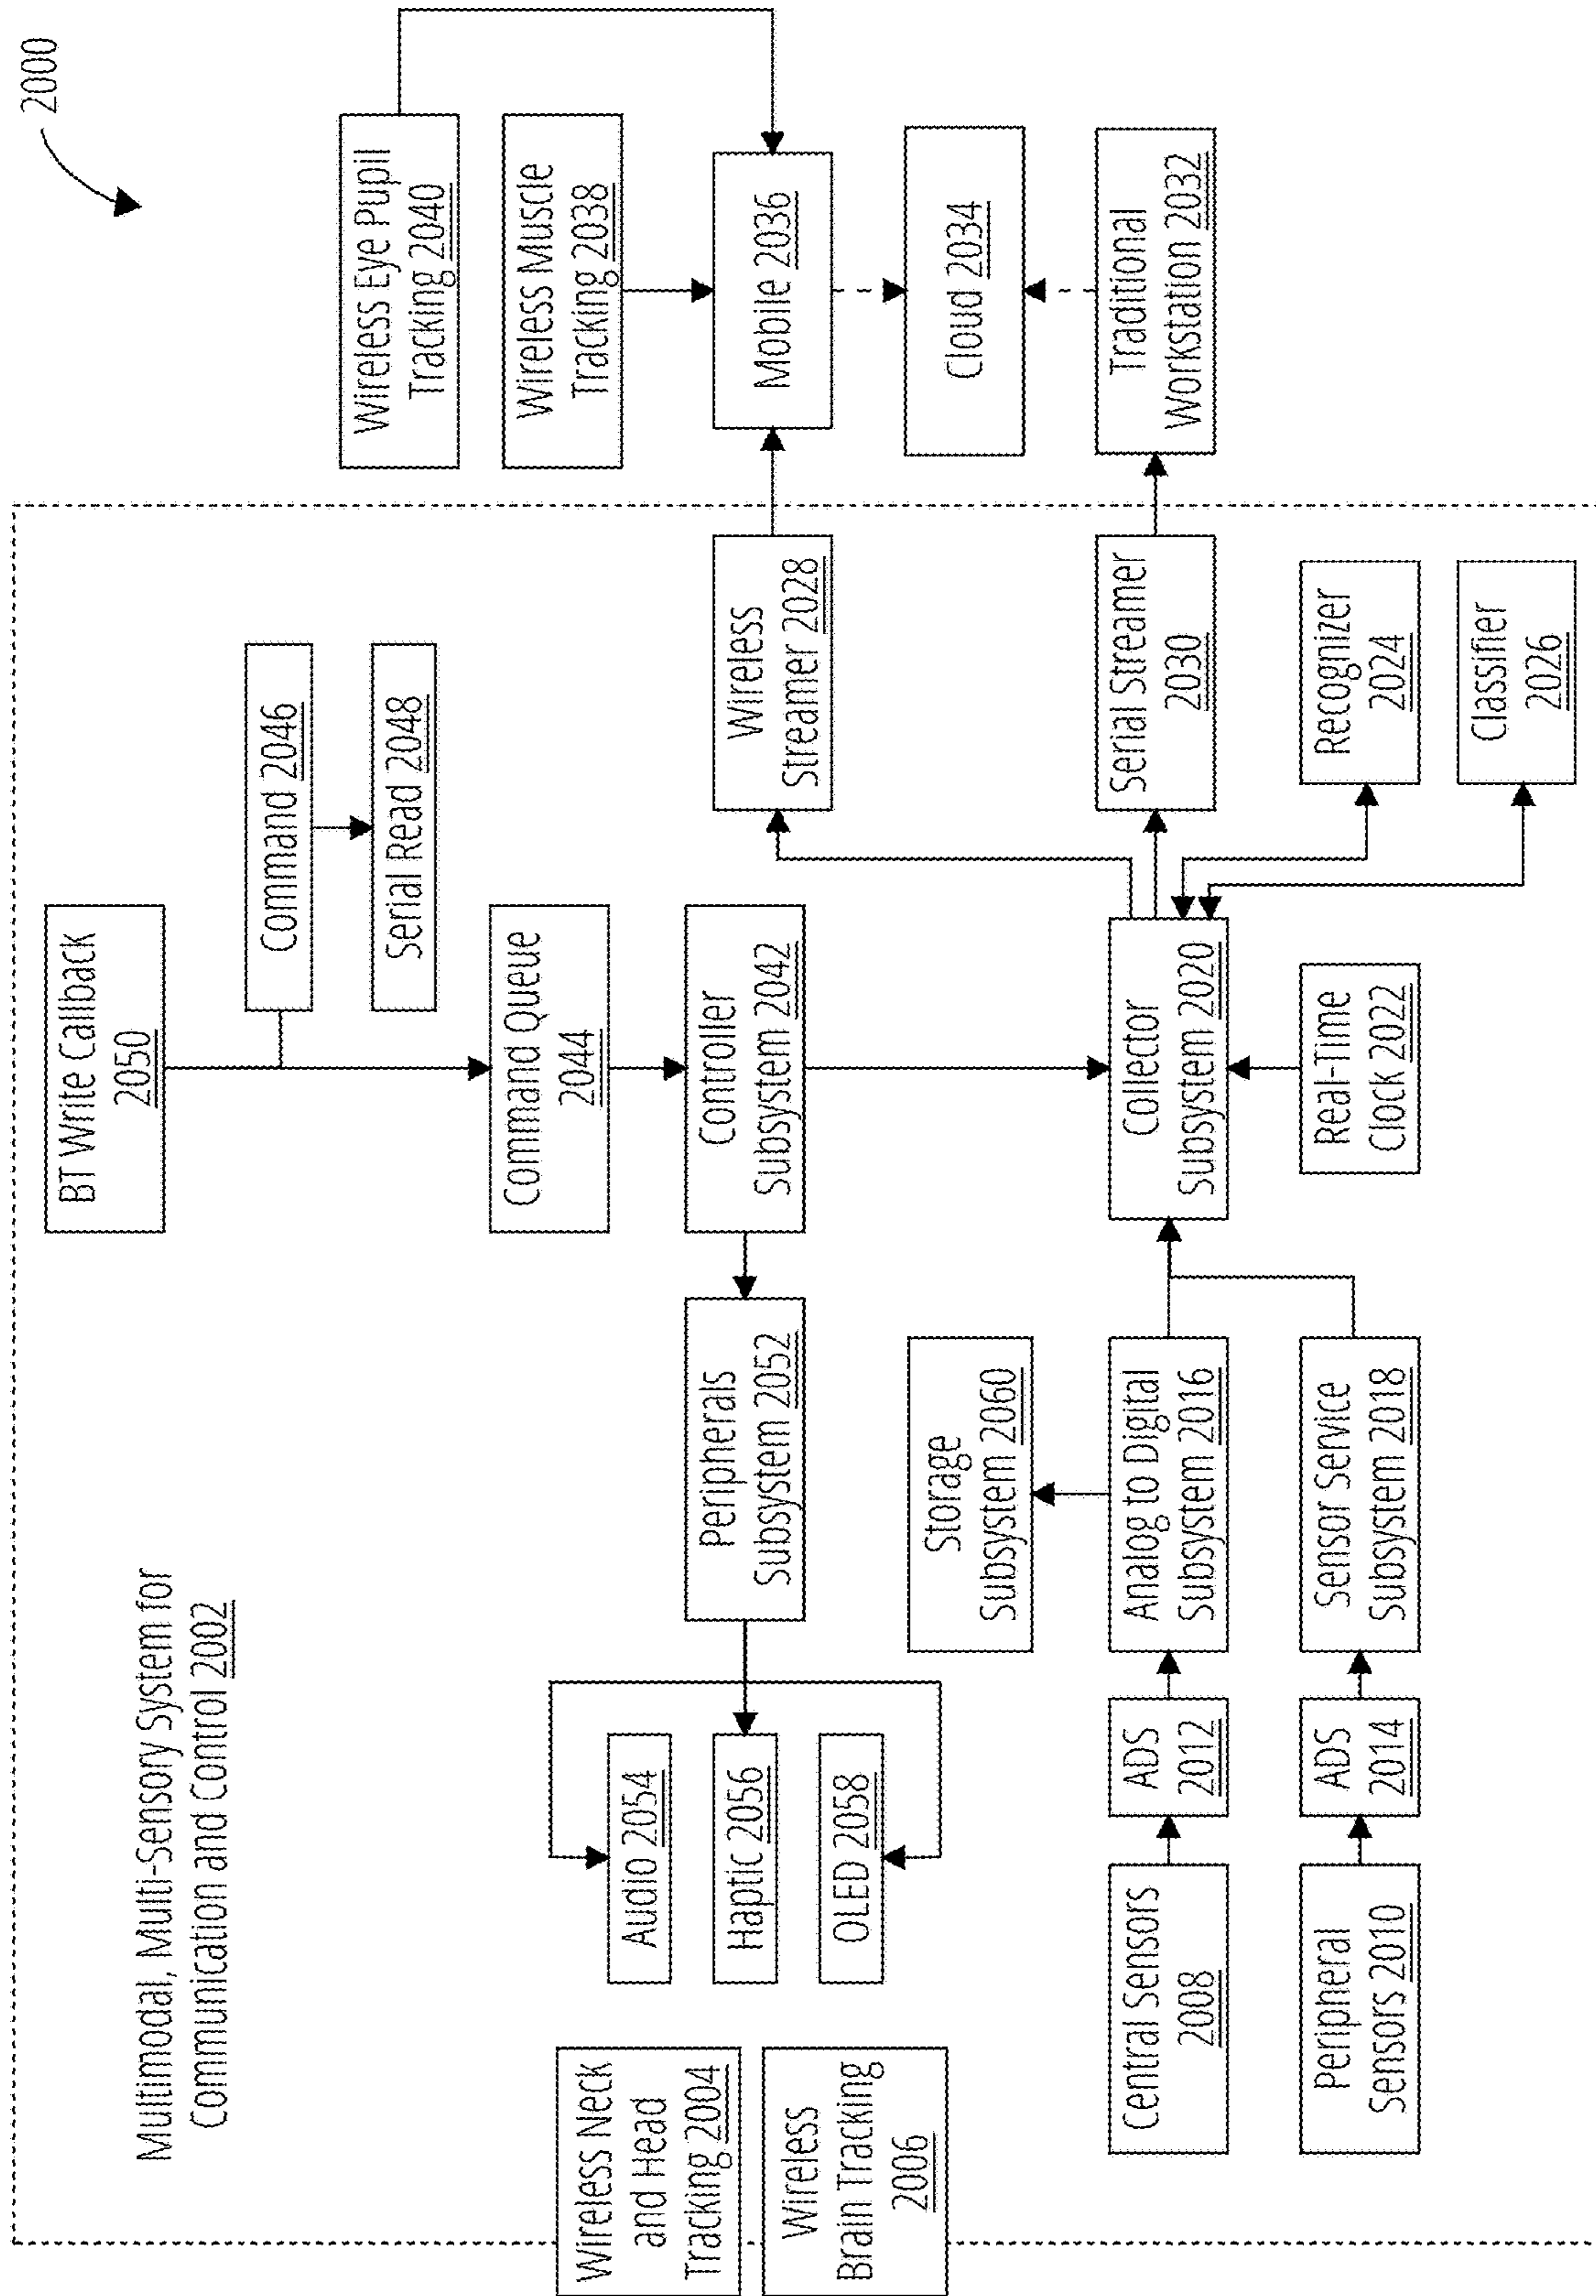 2000
Multimodal, Multi-Sensory System for
Communication and Control 2002
BT Write Callback
2050
Command 2046
Serial Read 2048
Wireless Eye Pupil
Tracking 2040
Wireless Muscle
Tracking 2038
Command Queue
2044
Wireless Neck
and Head
Tracking 2004
Wireless
Brain Tracking
2006
Audio 2054
Haptic 2056
OLED 2058
Peripherals
Subsystem 2052
Controller
Subsystem 2042
Wireless
Streamer 2028
Mobile 2036
Storage
Subsystem 2060
Cloud 2034
Central Sensors
2008
ADS
2012
Analog to Digital
Subsystem 2016
Collector
Subsystem 2020
Serial Streamer
2030
Traditional
Workstation 2032
Peripheral
Sensors 2010
ADS
2014
Sensor Service
Subsystem 2018
Real-Time
Clock 2022
Recognizer
2024
Classifier
2026